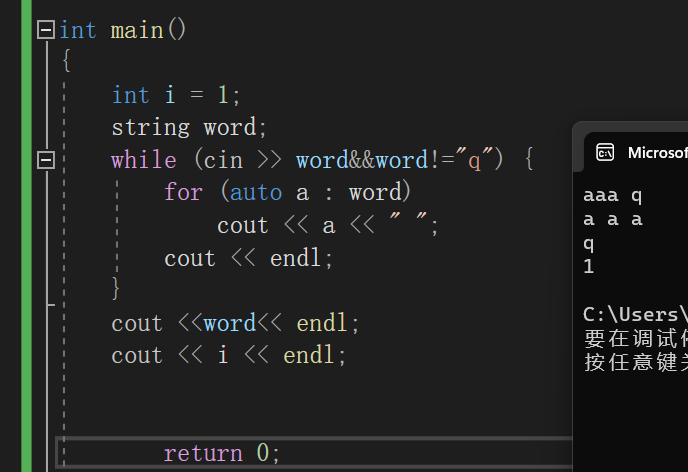 int main()
{
int i = 1;
string word;
while (cin >> word&&word!="q") {
for (auto a : word)
cout << a << " ";
cout << endl;
}
cout <<word<< endl;
cout << i << endl;
return 0;
Microsof
aaa q
a a a
q
1
C:\Users\
要在调试
按任意键